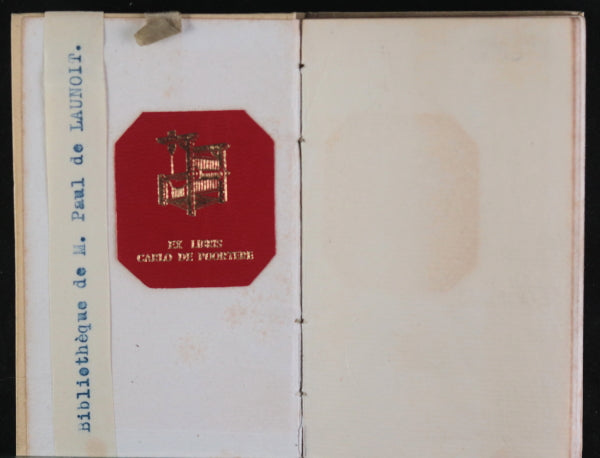 Bibliothèque de M. Paul de LAUNOIT.
EX LIBRIS
CARLO DE POORTERE